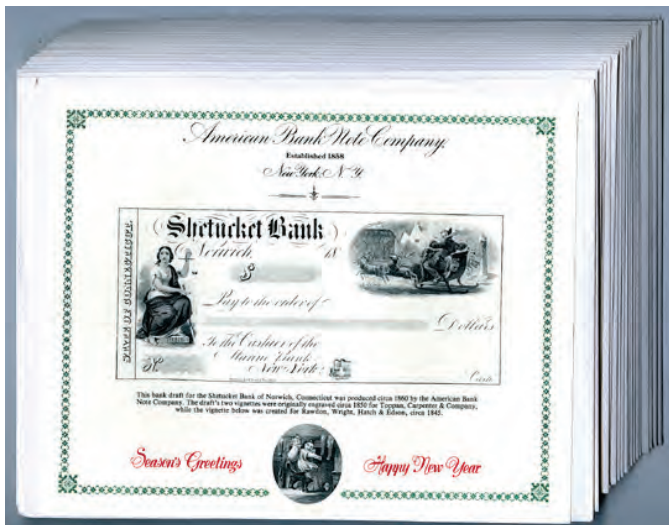 American Bank Note Company.
Established 1858
New York, N.Y.
Shetucket Bank
Norwich, 18
$
Pay to the order of
Dollars
To the Cashier of the
Marine Bank
New York
Cash.
STATE OF CONNECTICUT
This bank draft for the Shetucket Bank of Norwich, Connecticut was produced circa 1860 by the American Bank
Note Company. The draft's two vignettes were originally engraved circa 1850 for Toppan, Carpenter & Company,
while the vignette below was created for Rawdon, Wright, Hatch & Edson, circa 1845.
Season's Greetings
Happy New Year